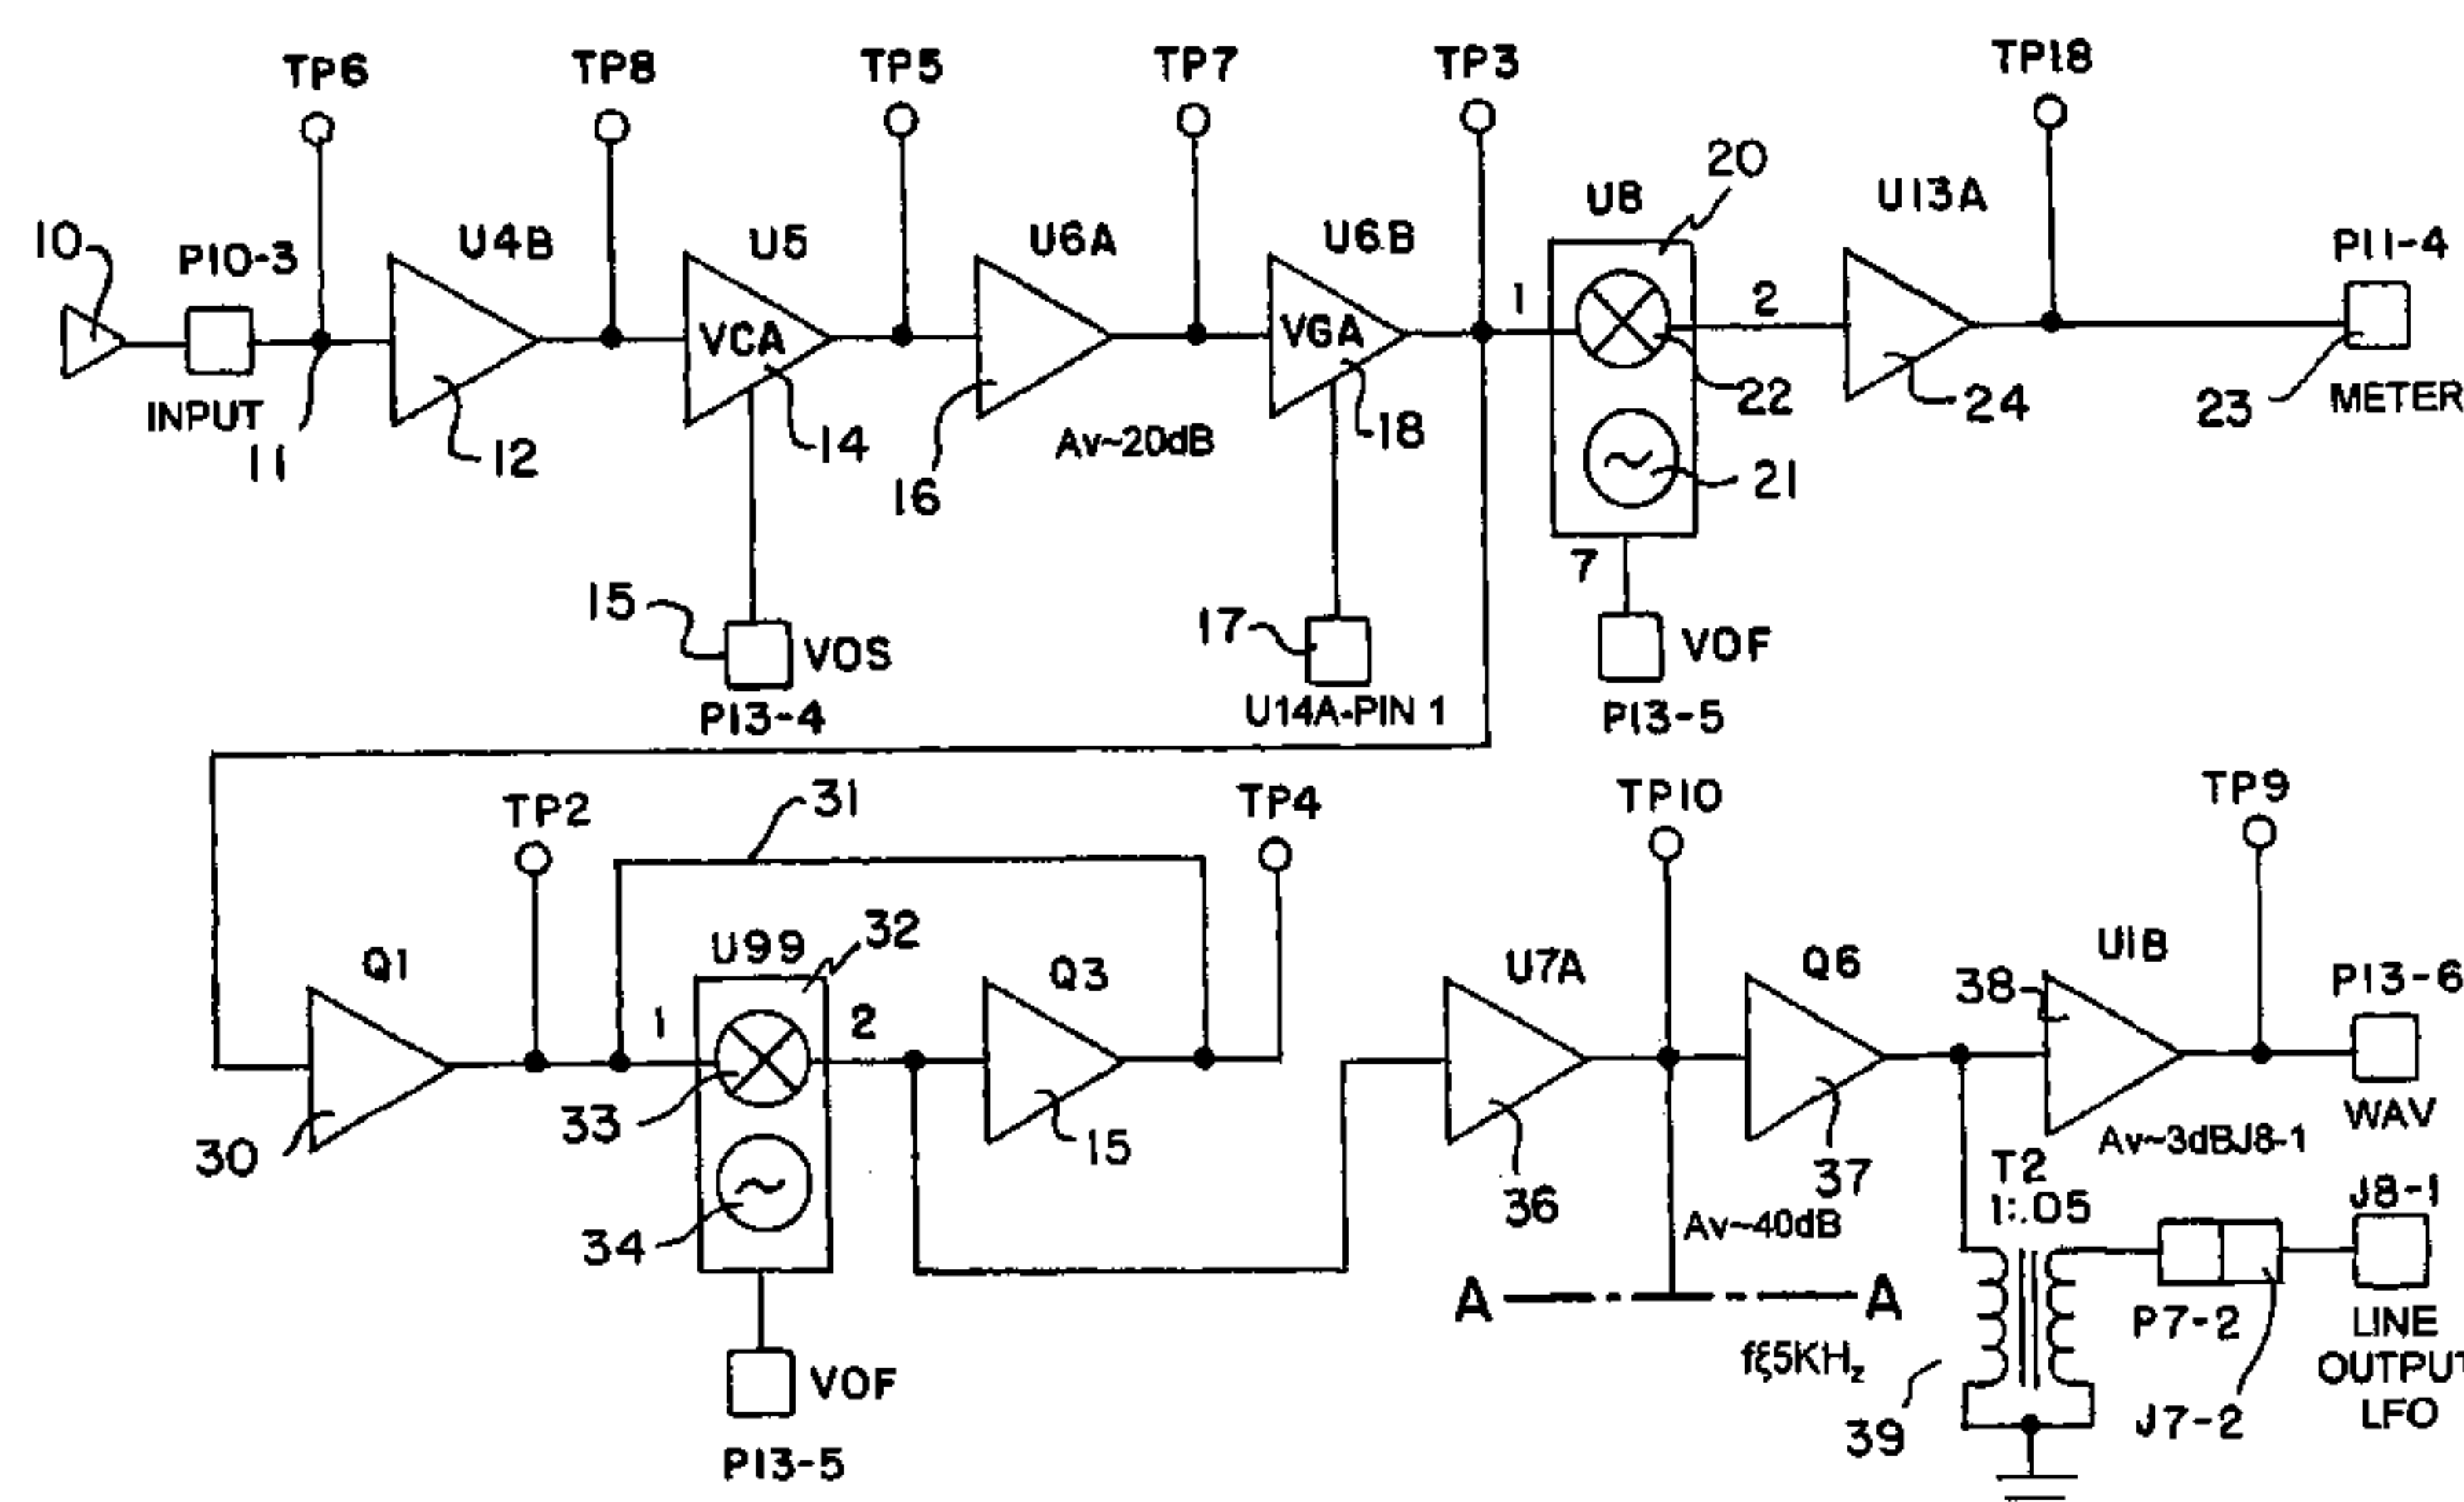 TP6 TP8 TP5 TP7 TP3 TP18
20
10 P10-3 U4B U5 U6A U6B U8 U13A P11-4
1 2
VCA VGA
INPUT 11 12 14 16 Av~20dB 18 22 24 23 METER
21
7
15 VOS 17 VOF
P13-4 U14A-PIN 1 P13-5
TP2 31 TP4 TP10 TP9
Q1 U99 32 Q3 U7A Q6 U1B
38 P13-6
1 2
30 33 15 36 37 Av~3dBJ8-1 WAV
34 Av~40dB T2 J8-1
1:.05
A A
P7-2 LINE
VOF fξ5KHz OUTPUT
39 J7-2 LFO
P13-5